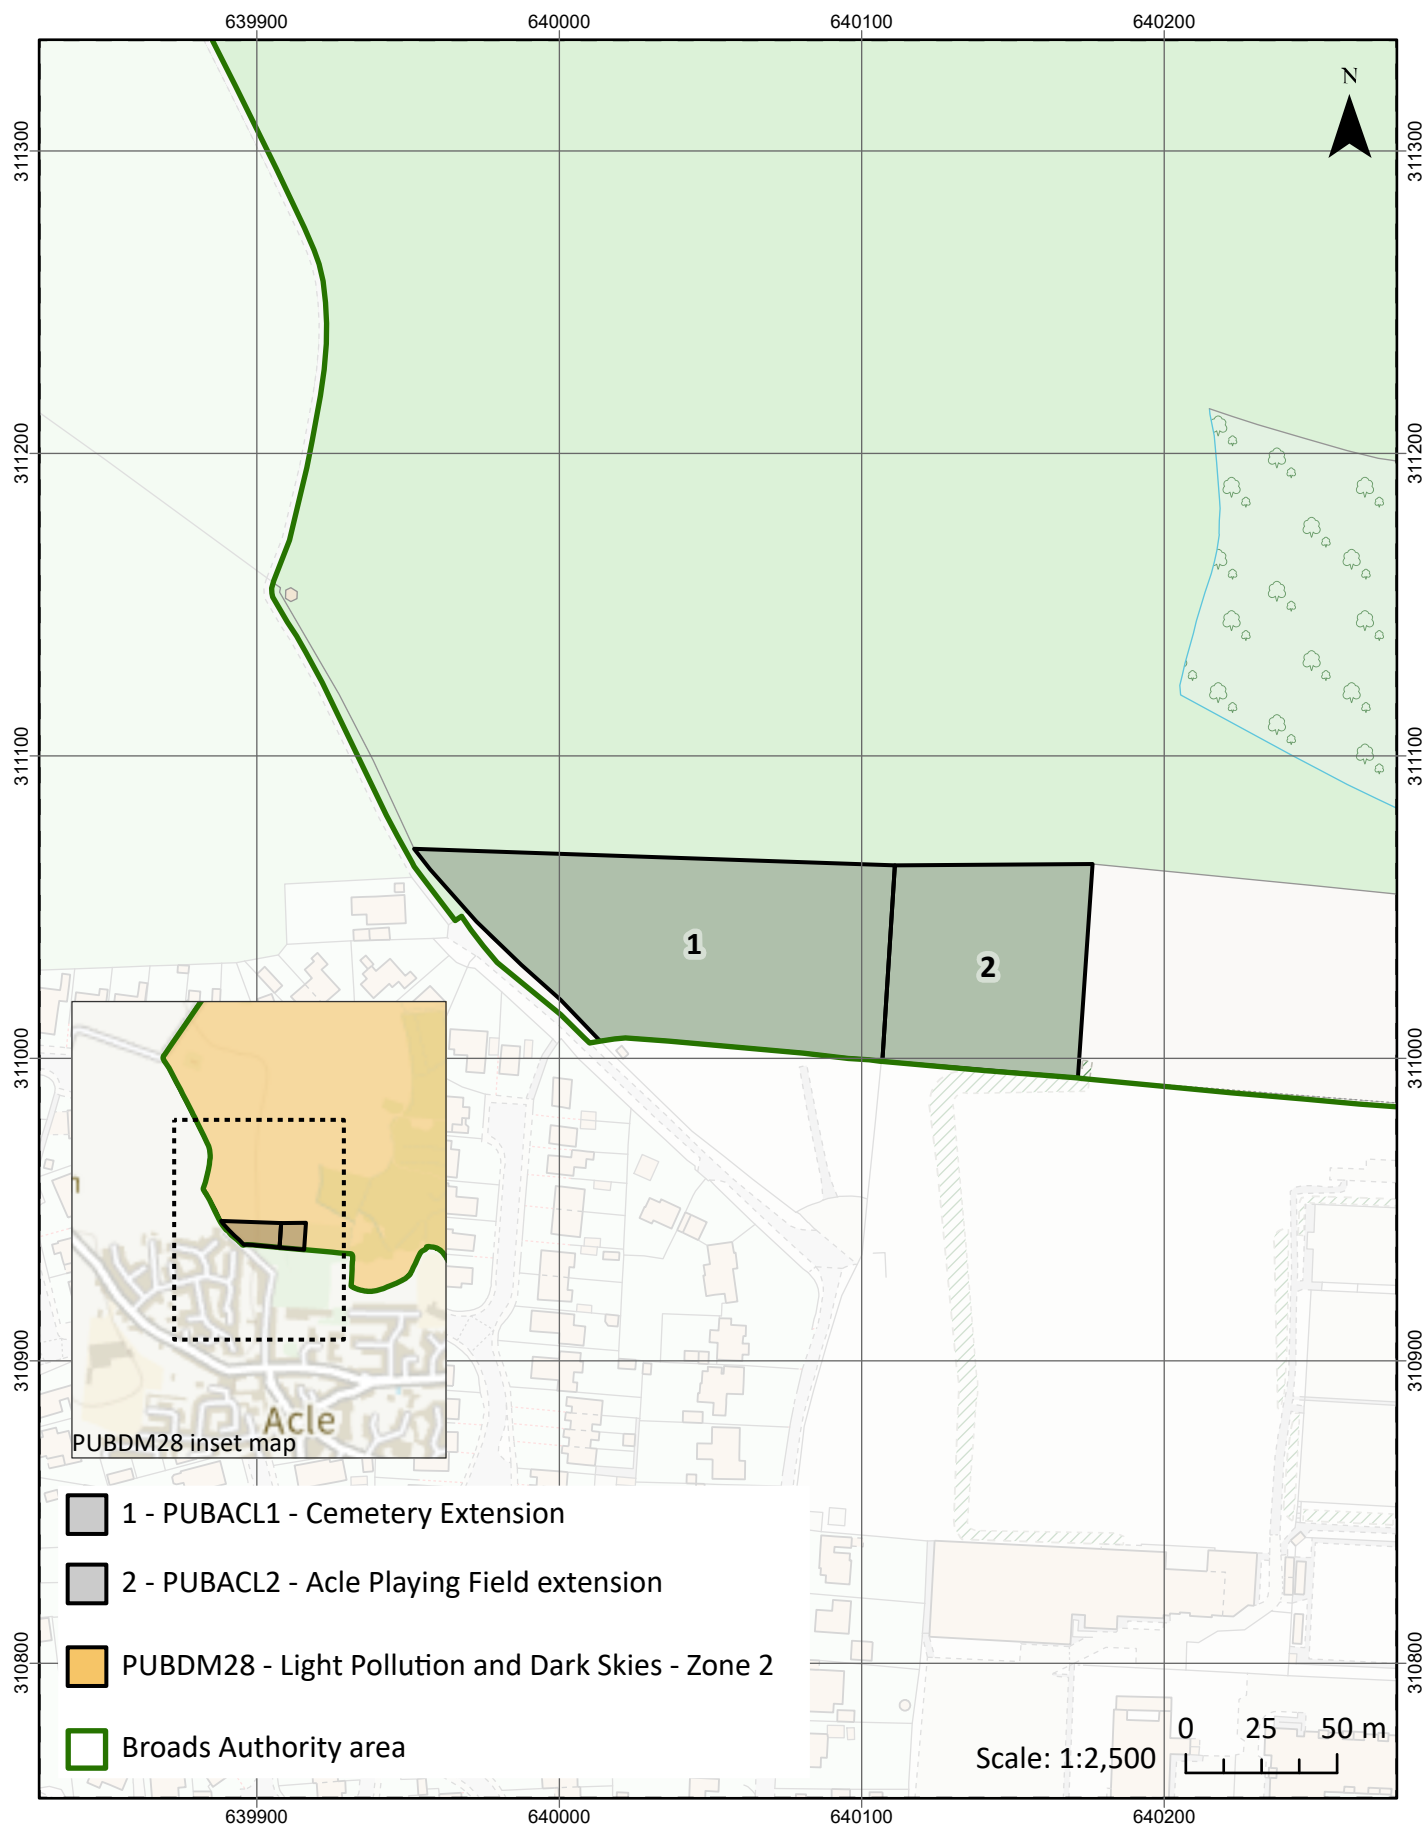 639900 640000 640100 640200
N
311300 311300
311200 311200
311100 311100
1
2
311000 311000
310900 310900
Acle
PUBDM28 inset map
1 - PUBACL1 - Cemetery Extension
2 - PUBACL2 - Acle Playing Field extension
PUBDM28 - Light Pollution and Dark Skies - Zone 2
310800 310800
Broads Authority area
0 25 50 m
Scale: 1:2,500
639900 640000 640100 640200